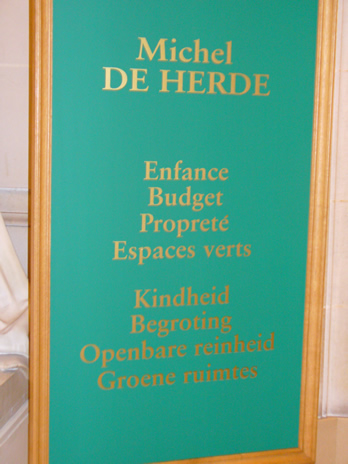 Michel
DE HERDE
Enfance
Budget
Propreté
Espaces verts
Kindheid
Begroting
Openbare reinheid
Groene ruimtes